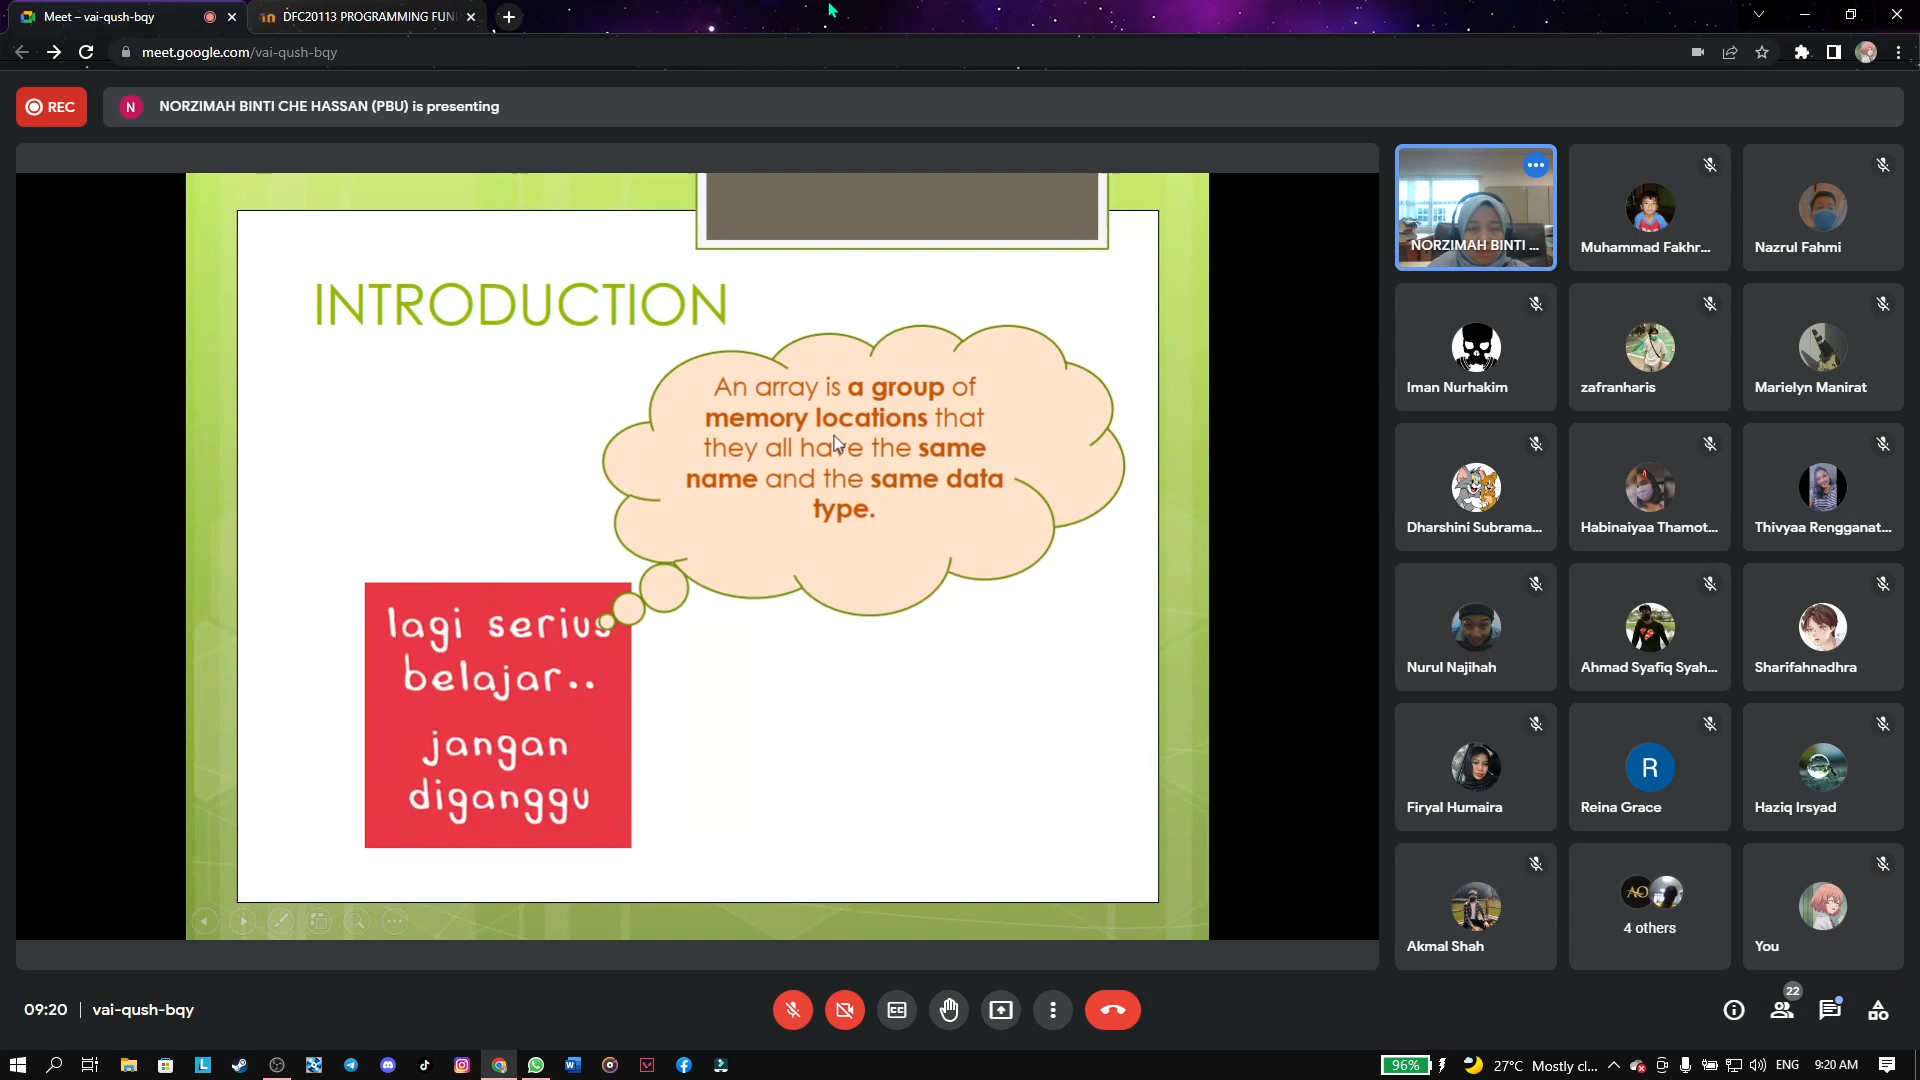 Meet – vai-qush-bqy
DFC20113 PROGRAMMING FUN
meet.google.com/vai-qush-bqy
REC
N
NORZIMAH BINTI CHE HASSAN (PBU) is presenting
INTRODUCTION
An array is a group of
memory locations that
they all have the same
name and the same data
type.
lagi serius
belajar..
jangan
diganggu
NORZIMAH BINTI ...
Muhammad Fakhr...
Nazrul Fahmi
Iman Nurhakim
zafranharis
Marielyn Manirat
Dharshini Subrama...
Habinaiyaa Thamot...
Thivyaa Rengganat...
Nurul Najihah
Ahmad Syafiq Syah...
Sharifahnadhra
Firyal Humaira
R
Reina Grace
Haziq Irsyad
Akmal Shah
AO
4 others
You
09:20 | vai-qush-bqy
22
96%
27°C Mostly cl...
ENG
9:20 AM